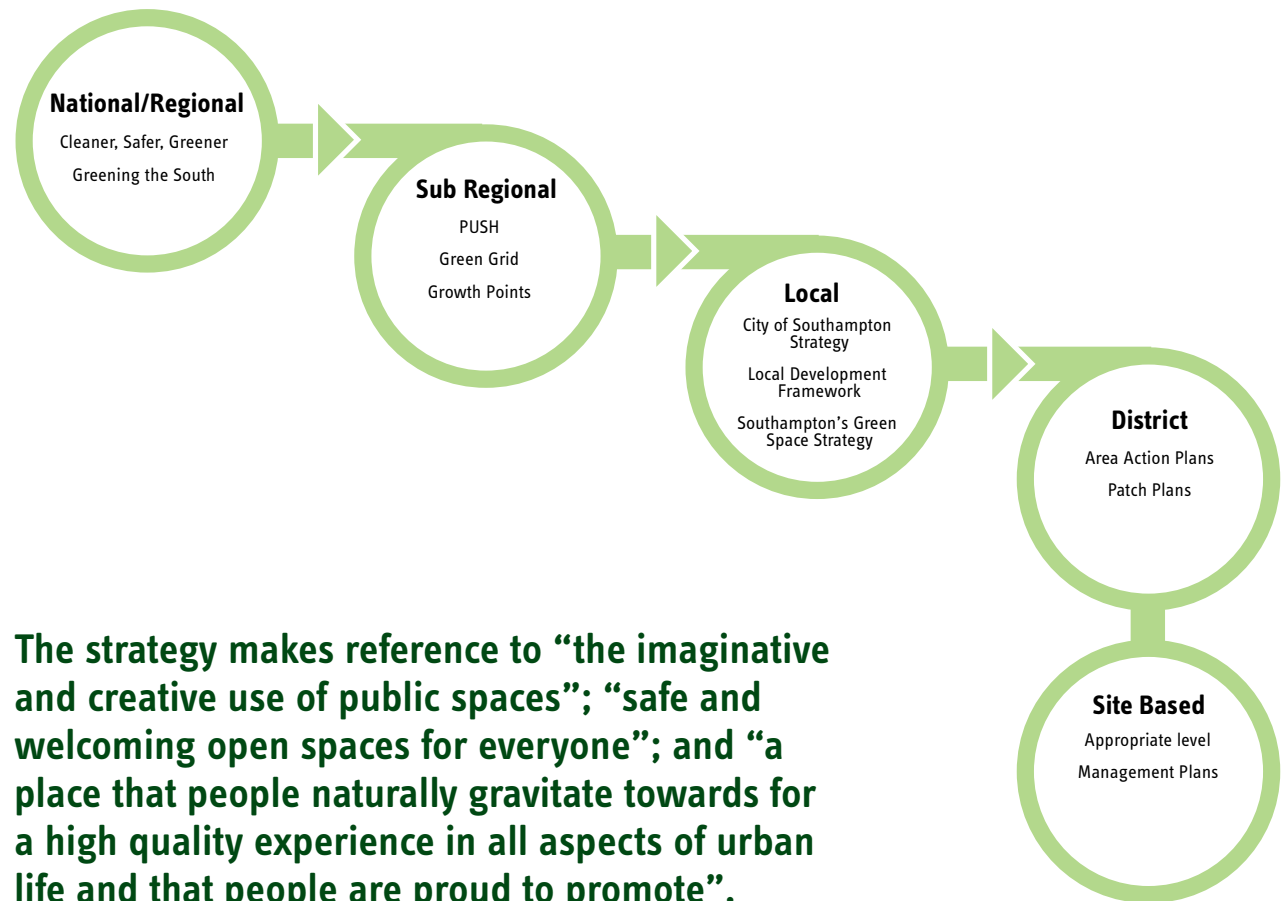 National/Regional
Cleaner, Safer, Greener
Greening the South
Sub Regional
PUSH
Green Grid
Growth Points
Local
City of Southampton
Strategy
Local Development
Framework
Southampton’s Green
Space Strategy
District
Area Action Plans
Patch Plans
Site Based
Appropriate level
Management Plans
The strategy makes reference to “the imaginative
and creative use of public spaces”; “safe and
welcoming open spaces for everyone”; and “a
place that people naturally gravitate towards for
a high quality experience in all aspects of urban
life and that people are proud to promote”.